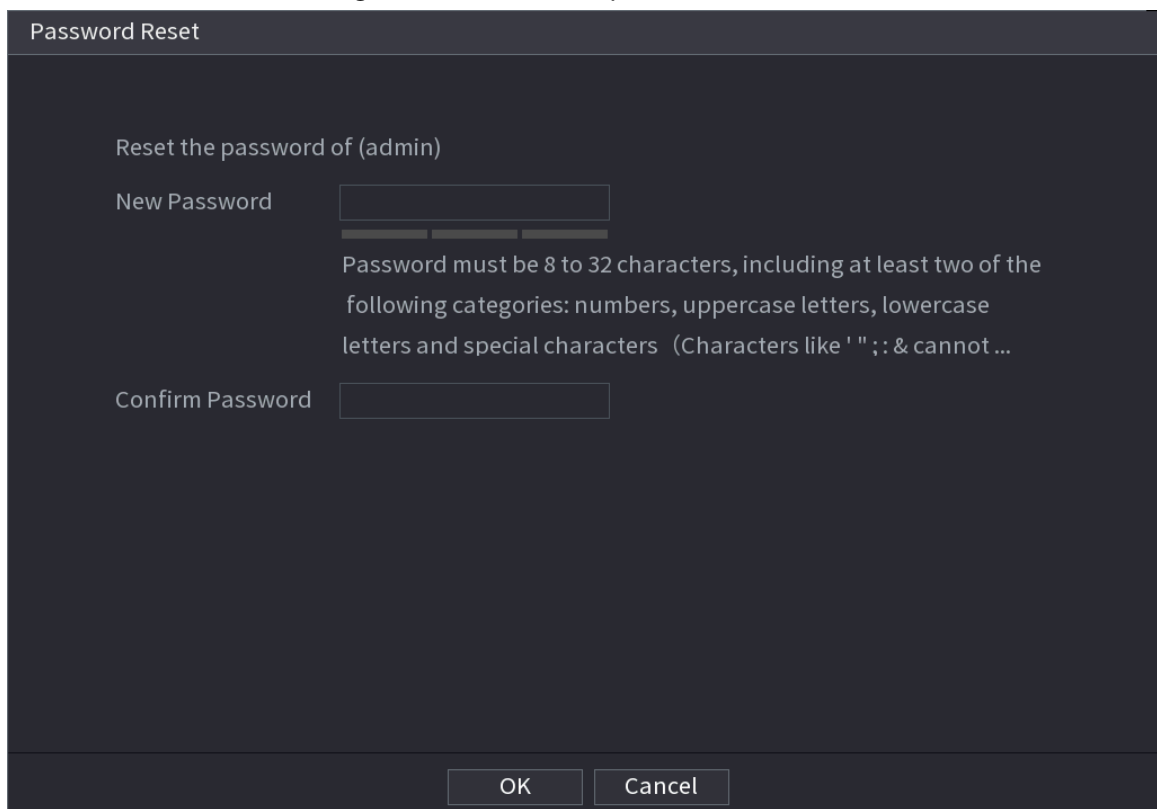 Password Reset
Reset the password of (admin)
New Password
Password must be 8 to 32 characters, including at least two of the
following categories: numbers, uppercase letters, lowercase
letters and special characters（Characters like ' " ; : & cannot ...
Confirm Password
OK
Cancel